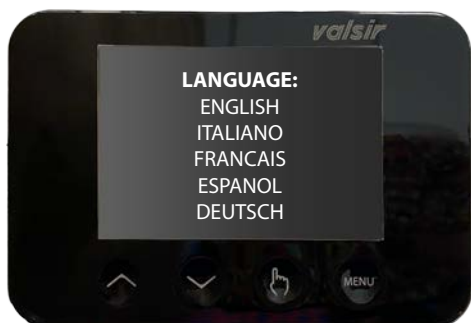 valsir
LANGUAGE:
ENGLISH
ITALIANO
FRANCAIS
ESPANOL
DEUTSCH
MENU